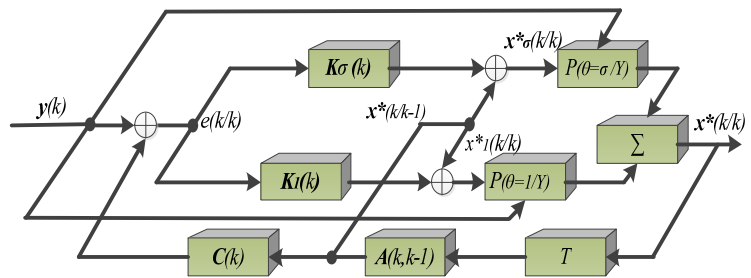 x*σ(k/k)
Kσ(k)
P(θ=σ/Y)
y(k)
e(k/k)
x*(k/k-1)
x*(k/k)
Σ
x*1(k/k)
K1(k)
P(θ=1/Y)
C(k)
A(k,k-1)
T